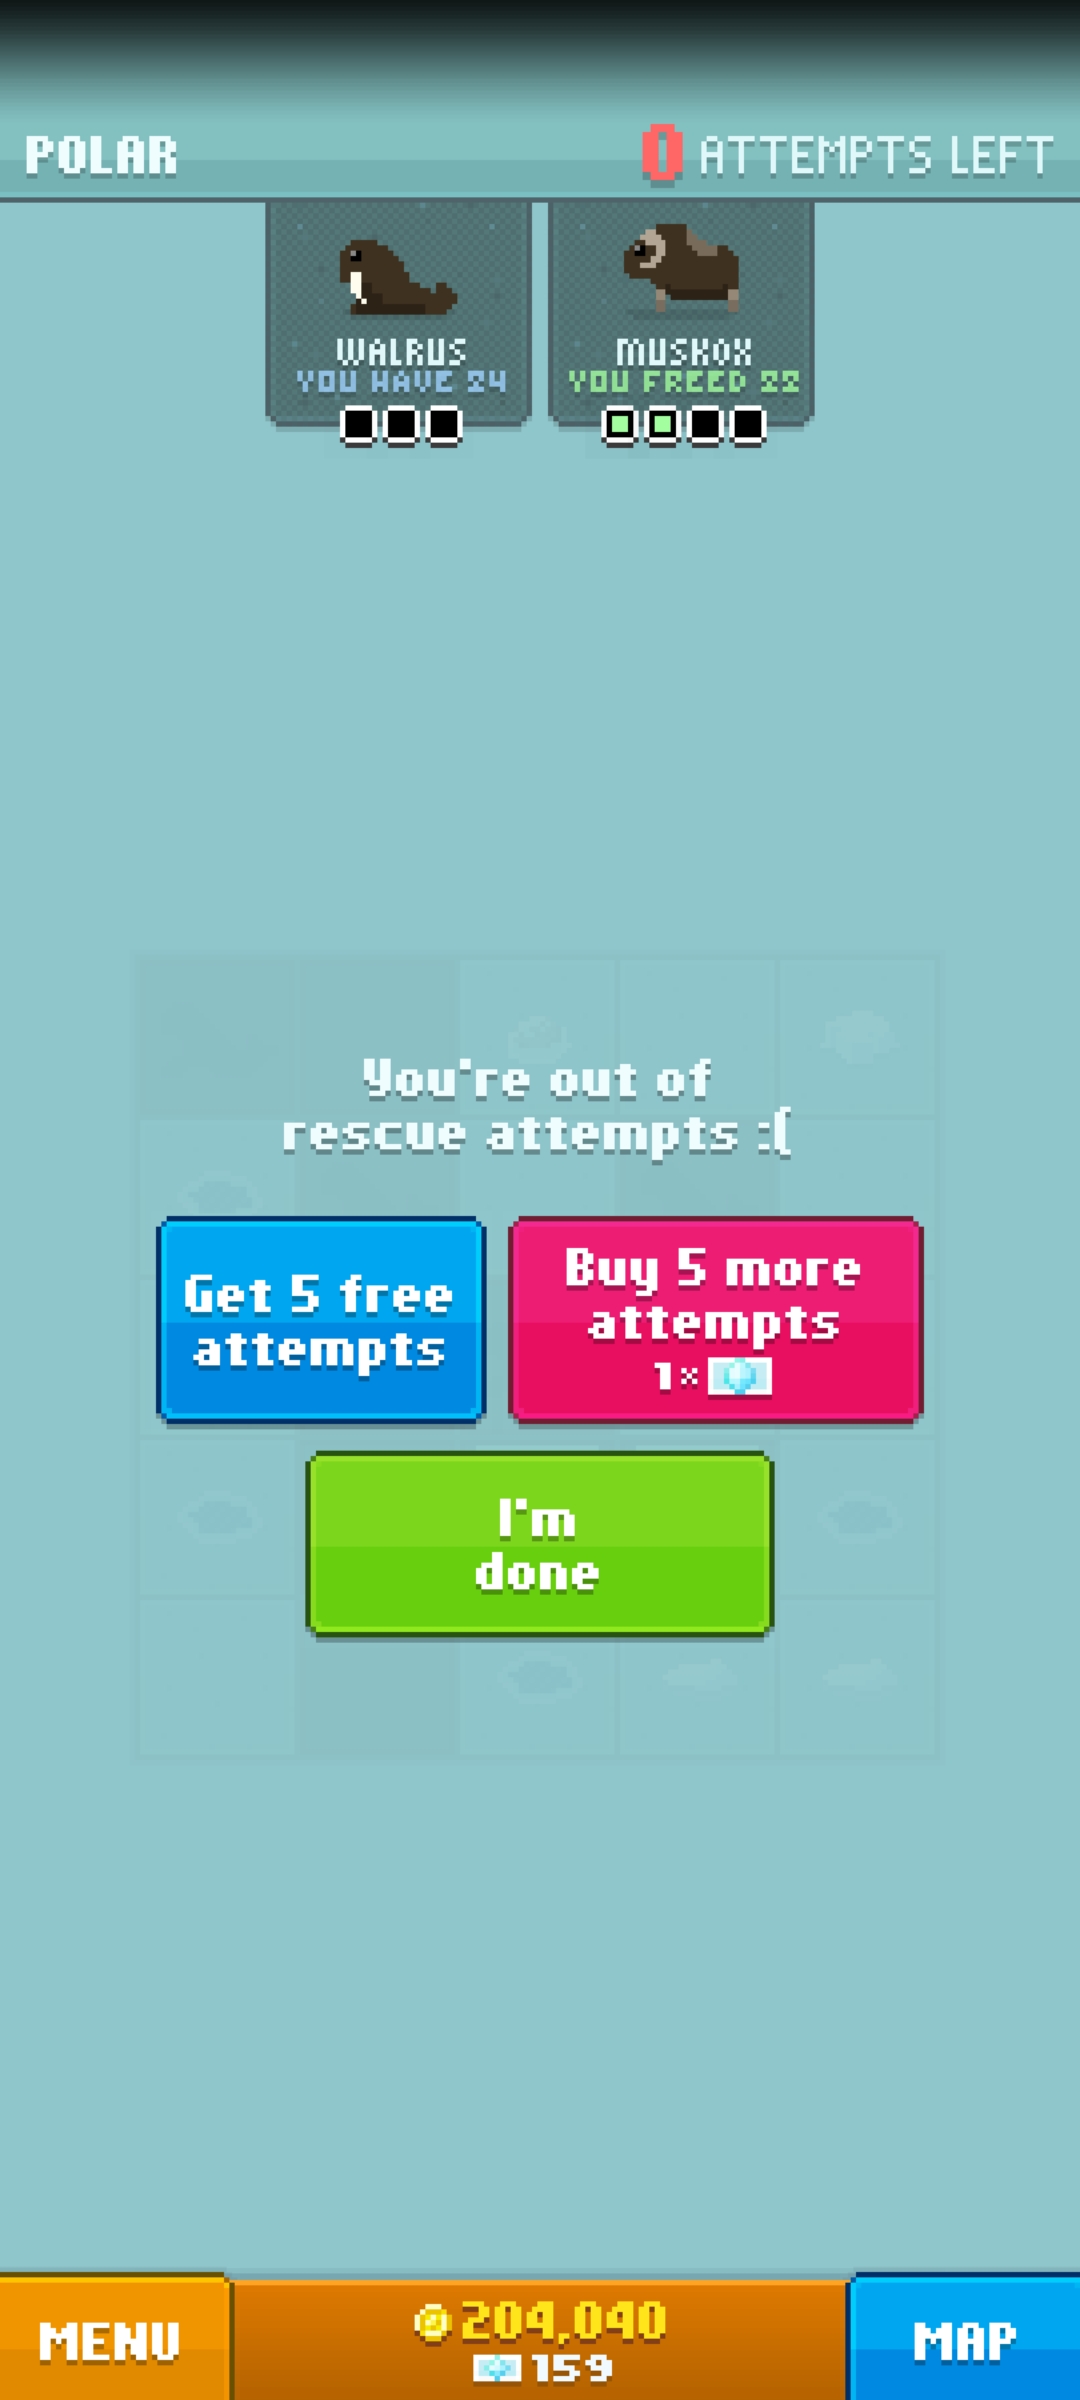 POLAR
0 ATTEMPTS LEFT
WALRUS
YOU HAVE 24
MUSKOX
YOU FREED 22
You're out of
rescue attempts :(
Get 5 free
attempts
Buy 5 more
attempts
1×
I'm
done
MENU
204,040
159
MAP